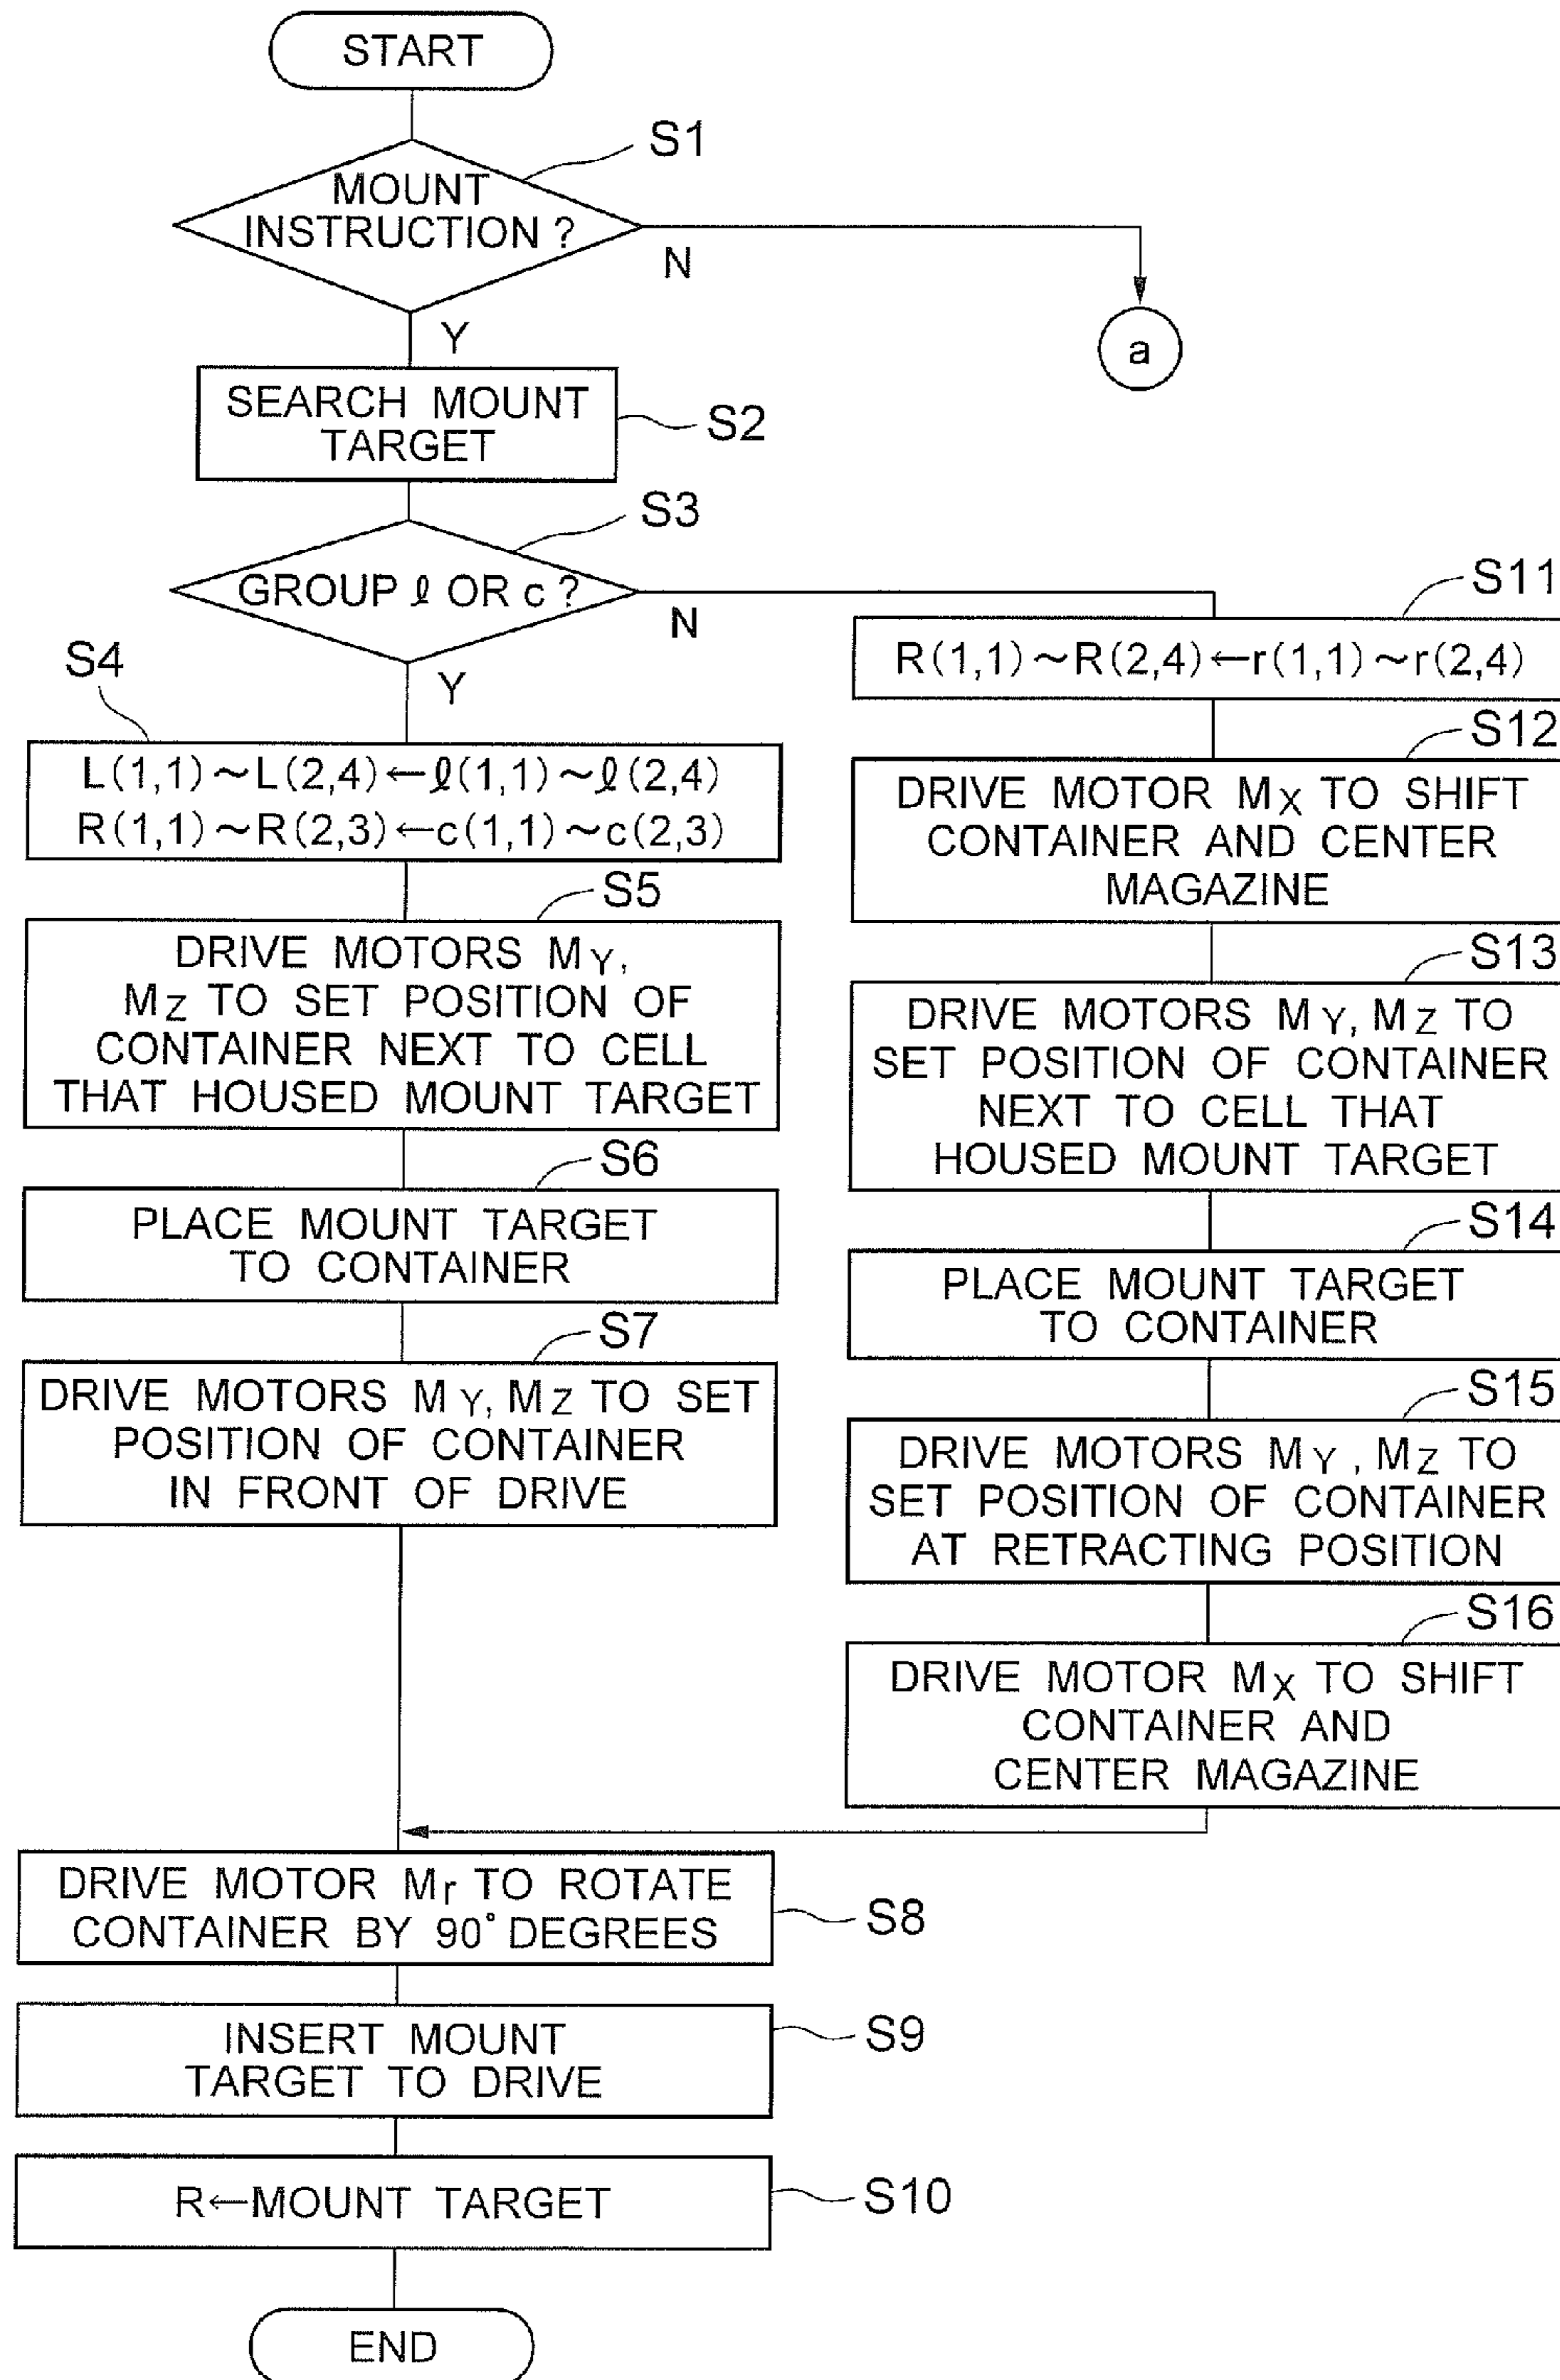 START
S1
MOUNT
INSTRUCTION ?
N
a
Y
SEARCH MOUNT
TARGET
S2
S3
GROUP ℓ OR c ?
N
Y
S4
L(1,1)~L(2,4)←ℓ(1,1)~ℓ(2,4)
R(1,1)~R(2,3)←c(1,1)~c(2,3)
S5
DRIVE MOTORS MY,
MZ TO SET POSITION OF
CONTAINER NEXT TO CELL
THAT HOUSED MOUNT TARGET
S6
PLACE MOUNT TARGET
TO CONTAINER
S7
DRIVE MOTORS MY, MZ TO SET
POSITION OF CONTAINER
IN FRONT OF DRIVE
S11
R(1,1)~R(2,4)←r(1,1)~r(2,4)
S12
DRIVE MOTOR MX TO SHIFT
CONTAINER AND CENTER
MAGAZINE
S13
DRIVE MOTORS MY, MZ TO
SET POSITION OF CONTAINER
NEXT TO CELL THAT
HOUSED MOUNT TARGET
S14
PLACE MOUNT TARGET
TO CONTAINER
S15
DRIVE MOTORS MY, MZ TO
SET POSITION OF CONTAINER
AT RETRACTING POSITION
S16
DRIVE MOTOR MX TO SHIFT
CONTAINER AND
CENTER MAGAZINE
DRIVE MOTOR Mr TO ROTATE
CONTAINER BY 90° DEGREES
S8
INSERT MOUNT
TARGET TO DRIVE
S9
R←MOUNT TARGET
S10
END